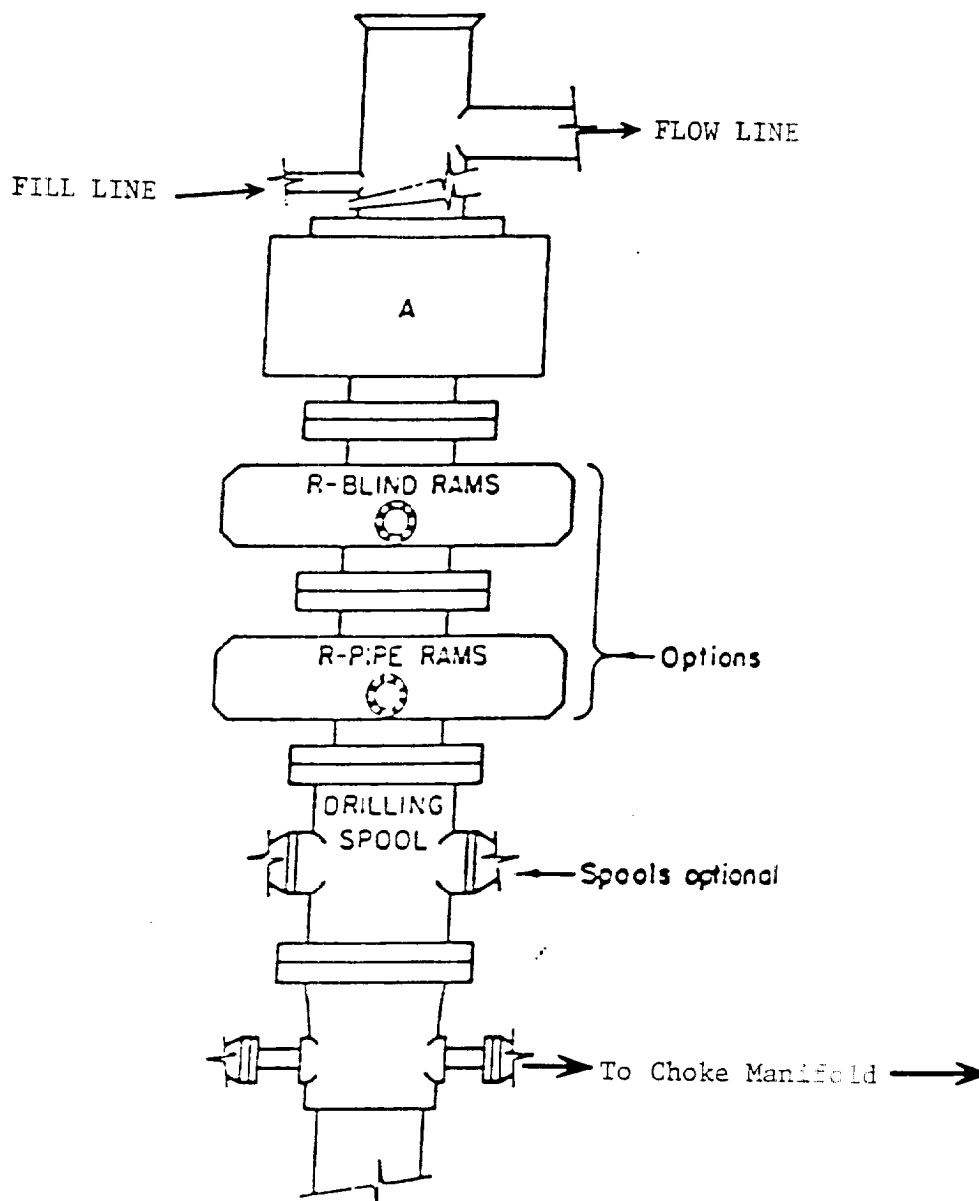 FLOW LINE
FILL LINE
A
R-BLIND RAMS
R-PIPE RAMS
Options
DRILLING
SPOOL
Spools optional
To Choke Manifold